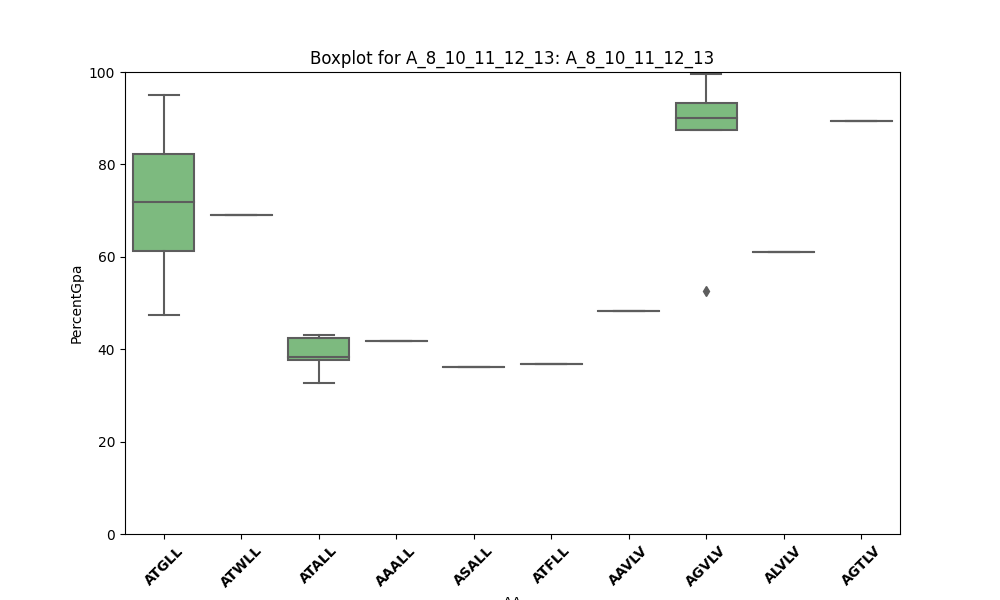 Boxplot for A_8_10_11_12_13: A_8_10_11_12_13
100
80
60
40
20
0
PercentGpa
ATGLL
ATWLL
ATALL
AAALL
ASALL
ATFLL
AAVLV
AGVLV
ALVLV
AGTLV